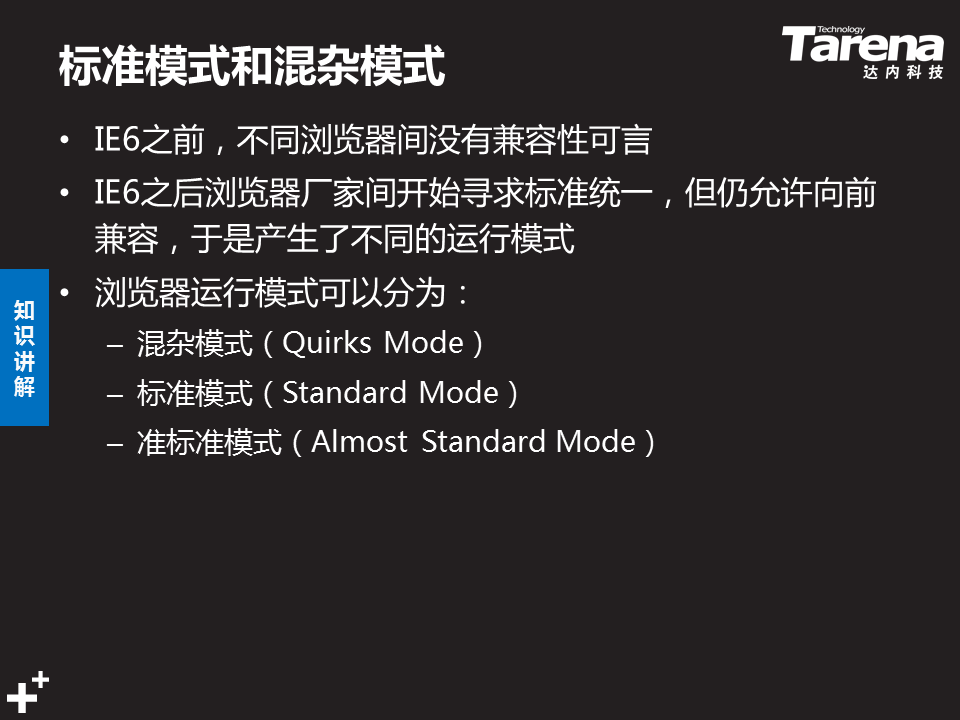 标准模式和混杂模式
Technology
Tarena
达内科技
• IE6之前，不同浏览器间没有兼容性可言
• IE6之后浏览器厂家间开始寻求标准统一，但仍允许向前
兼容，于是产生了不同的运行模式
• 浏览器运行模式可以分为：
– 混杂模式（Quirks Mode）
– 标准模式（Standard Mode）
– 准标准模式（Almost Standard Mode）
知
识
讲
解